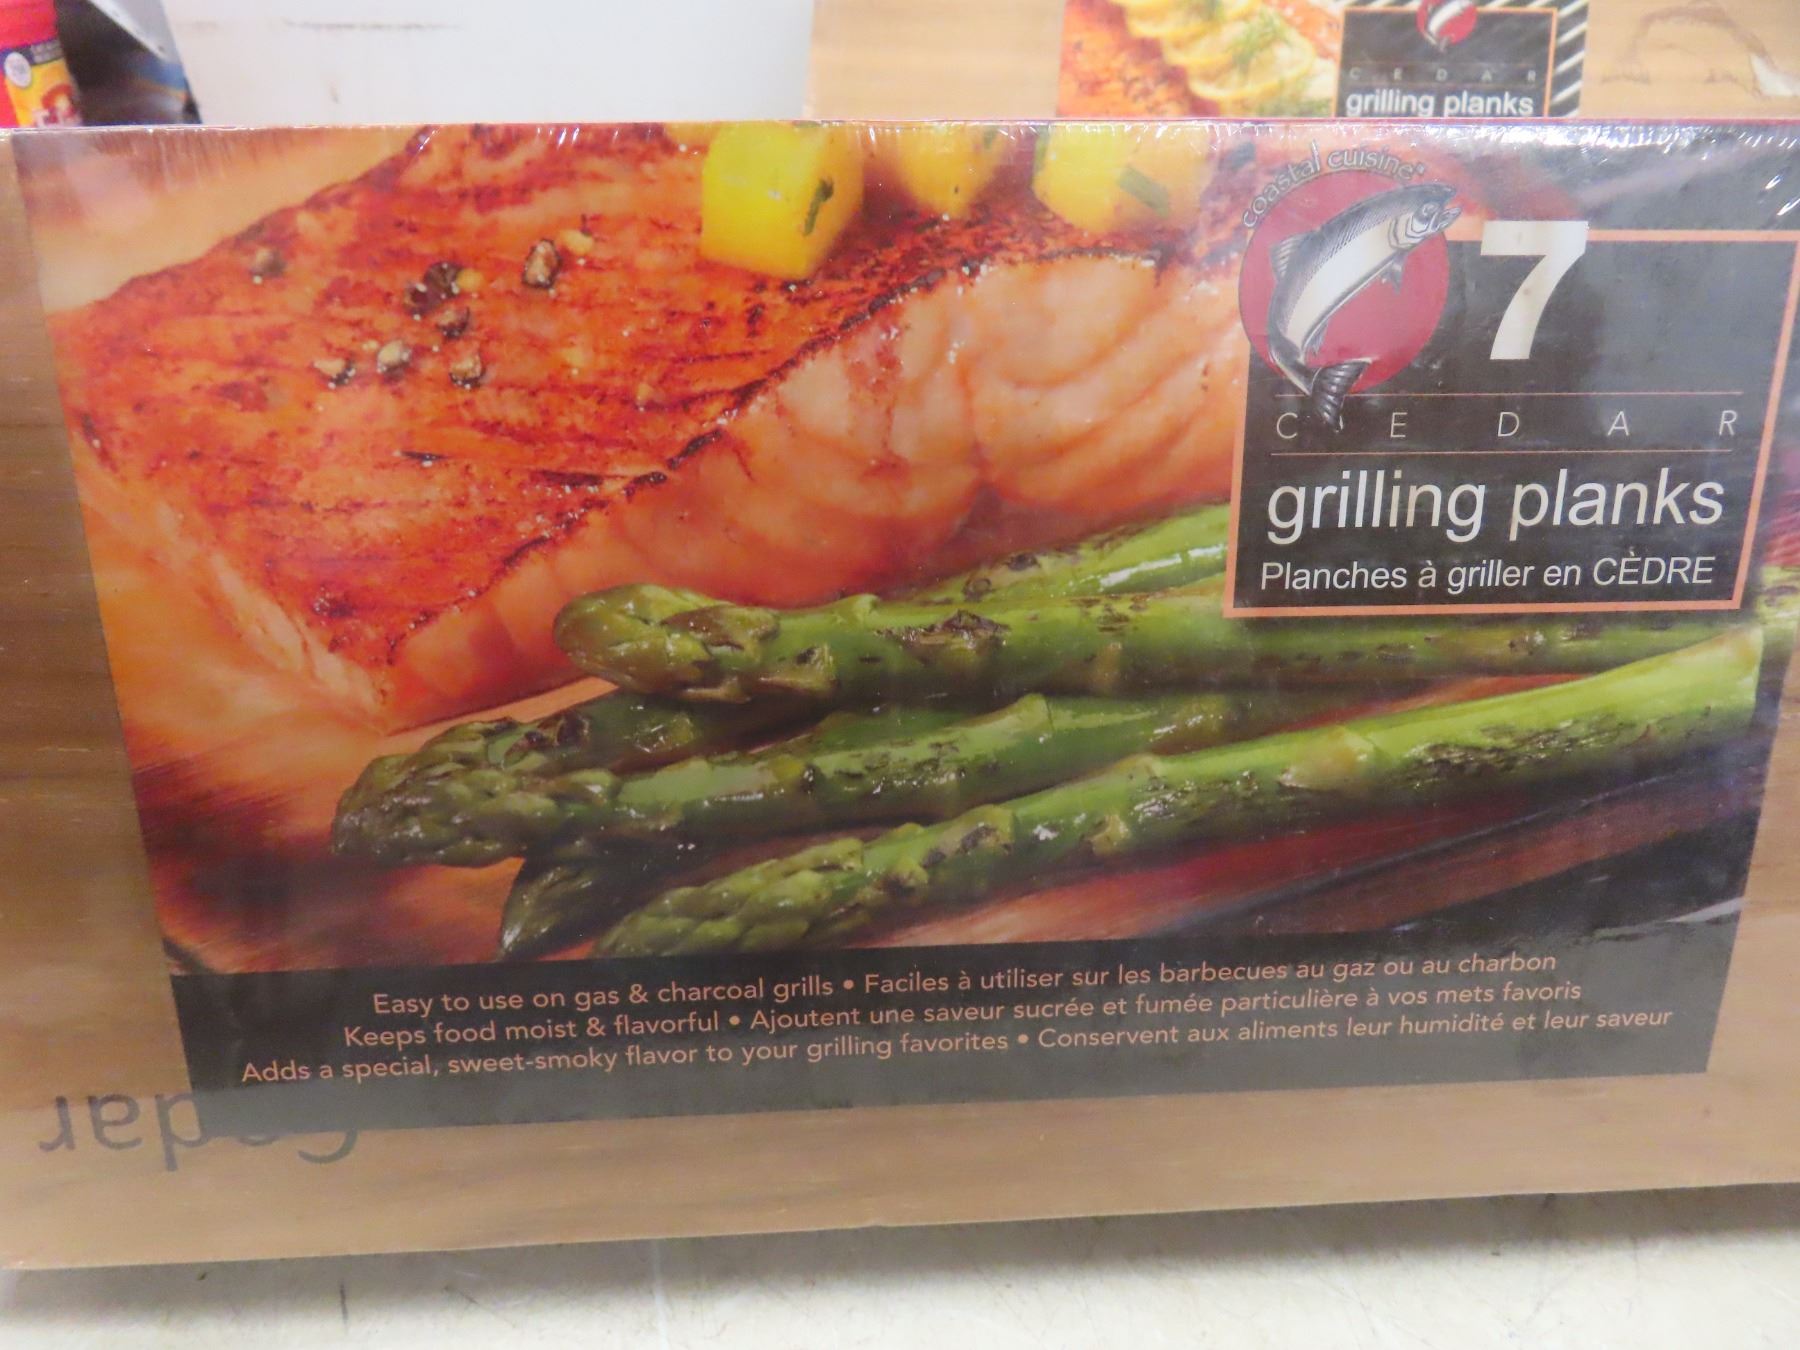 CEDAR
grilling planks
coastal cuisine
7
CEDAR
grilling planks
Planches à griller en CÈDRE
Easy to use on gas & charcoal grills • Faciles à utiliser sur les barbecues au gaz ou au charbon
Keeps food moist & flavorful • Ajoutent une saveur sucrée et fumée particulière à vos mets favoris
Adds a special, sweet-smoky flavor to your grilling favorites • Conservent aux aliments leur humidité et leur saveur
Cedar